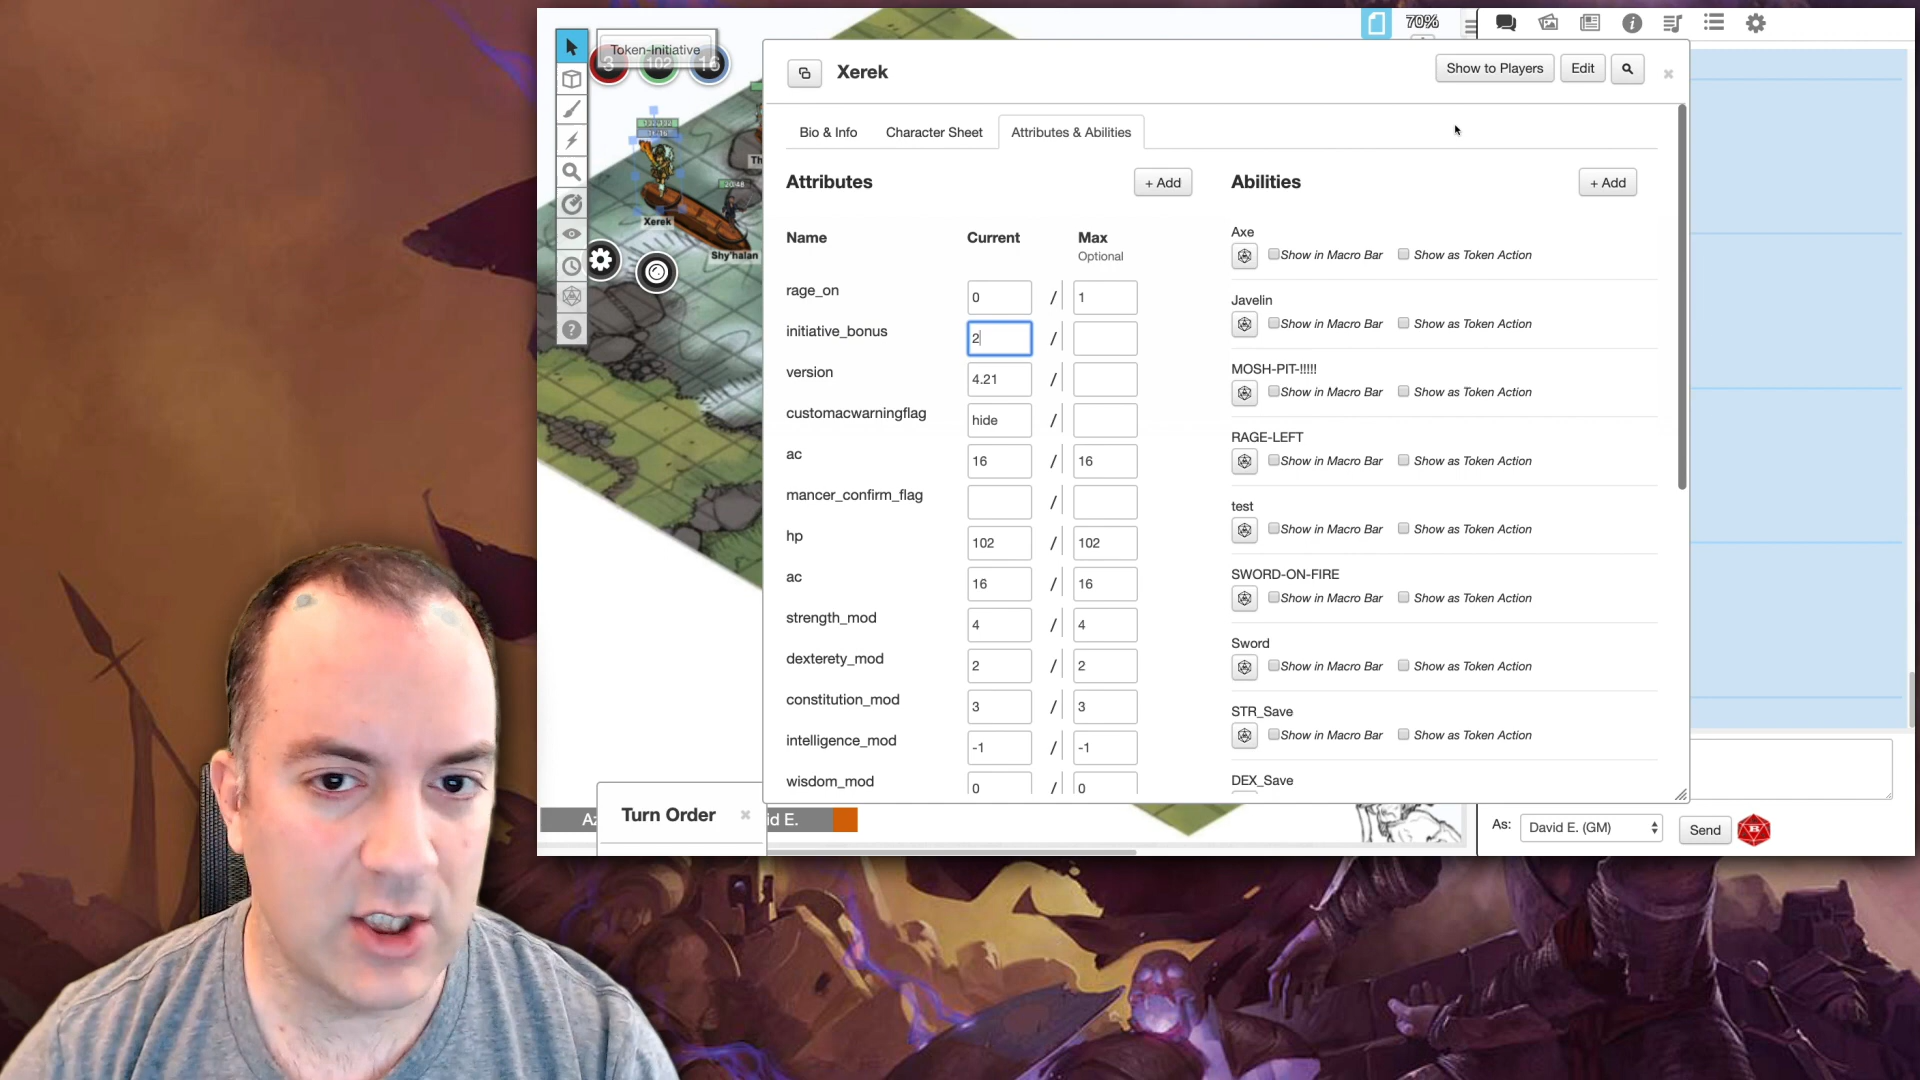 70%
Token-Initiative
3 102 16
Xerek
Show to Players
Edit
Bio & Info
Character Sheet
Attributes & Abilities
Attributes
+ Add
Abilities
+ Add
Name
Current
Max
Optional
rage_on
0 / 1
initiative_bonus
2 /
version
4.21 /
customacwarningflag
hide /
ac
16 / 16
mancer_confirm_flag
/
hp
102 / 102
ac
16 / 16
strength_mod
4 / 4
dexterety_mod
2 / 2
constitution_mod
3 / 3
intelligence_mod
-1 / -1
wisdom_mod
0 / 0
Axe
Show in Macro Bar Show as Token Action
Javelin
Show in Macro Bar Show as Token Action
MOSH-PIT-!!!!!
Show in Macro Bar Show as Token Action
RAGE-LEFT
Show in Macro Bar Show as Token Action
test
Show in Macro Bar Show as Token Action
SWORD-ON-FIRE
Show in Macro Bar Show as Token Action
Sword
Show in Macro Bar Show as Token Action
STR_Save
Show in Macro Bar Show as Token Action
DEX_Save
Th
Xerek
Shy'halan
Turn Order
id E.
As:
David E. (GM)
Send